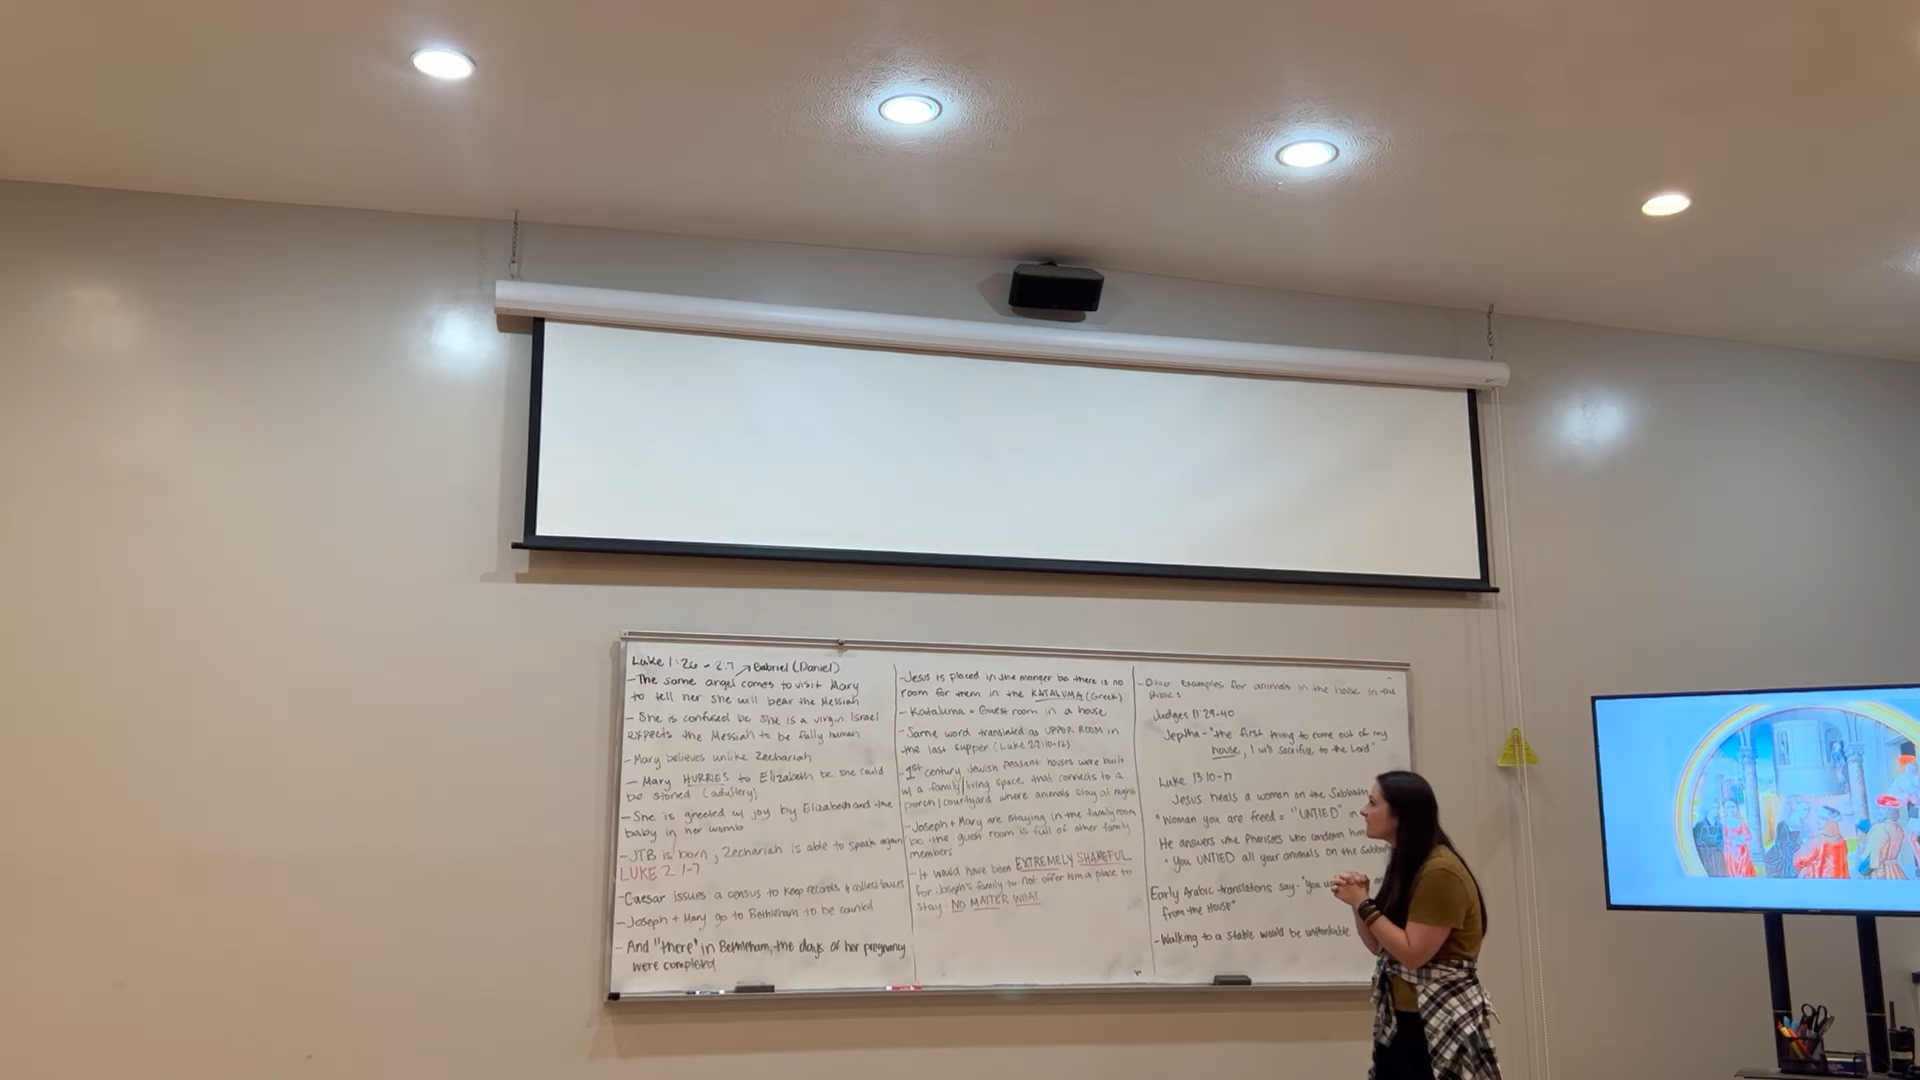 Luke 1:26 - 2:7 → Gabriel (Daniel)
- The same angel comes to visit Mary
to tell her she will bear the Messiah
- She is confused bc she is a virgin. Israel
expects the Messiah to be fully human
- Mary believes unlike Zechariah
- Mary HURRIES to Elizabeth bc she could
be stoned (adultery)
- She is greeted w/ joy by Elizabeth and the
baby in her womb
- JTB is born, Zechariah is able to speak again
LUKE 2:1-7
- Caesar issues a census to keep records & collect taxes
- Joseph + Mary go to Bethlehem to be counted
- And "there" in Bethlehem, the days of her pregnancy
were completed
- Jesus is placed in the manger bc there is no
room for them in the KATALUMA (Greek)
- Kataluma = Guest room in a house
- Same word translated as UPPER ROOM in
the last supper (Luke 22:10-12)
- 1st century Jewish peasant houses were built
w/ a family/living space that connects to a
porch/courtyard where animals stay at night
- Joseph + Mary are staying in the family room
bc the guest room is full of other family
members
- It would have been EXTREMELY SHAMEFUL
for Joseph's family to not offer him a place to
stay - NO MATTER WHAT
- Other examples for animals in the house in the
Bible:
Judges 11:29-40
Jeptha - "the first thing to come out of my
house, I will sacrifice to the Lord"
Luke 13:10-17
Jesus heals a woman on the Sabbath
"Woman you are freed = "UNTIED" in
He answers the Pharisees who condemn him
"You UNTIED all your animals on the Sabbath
Early Arabic translations say - "you
from the HOUSE"
- Walking to a stable would be unthinkable